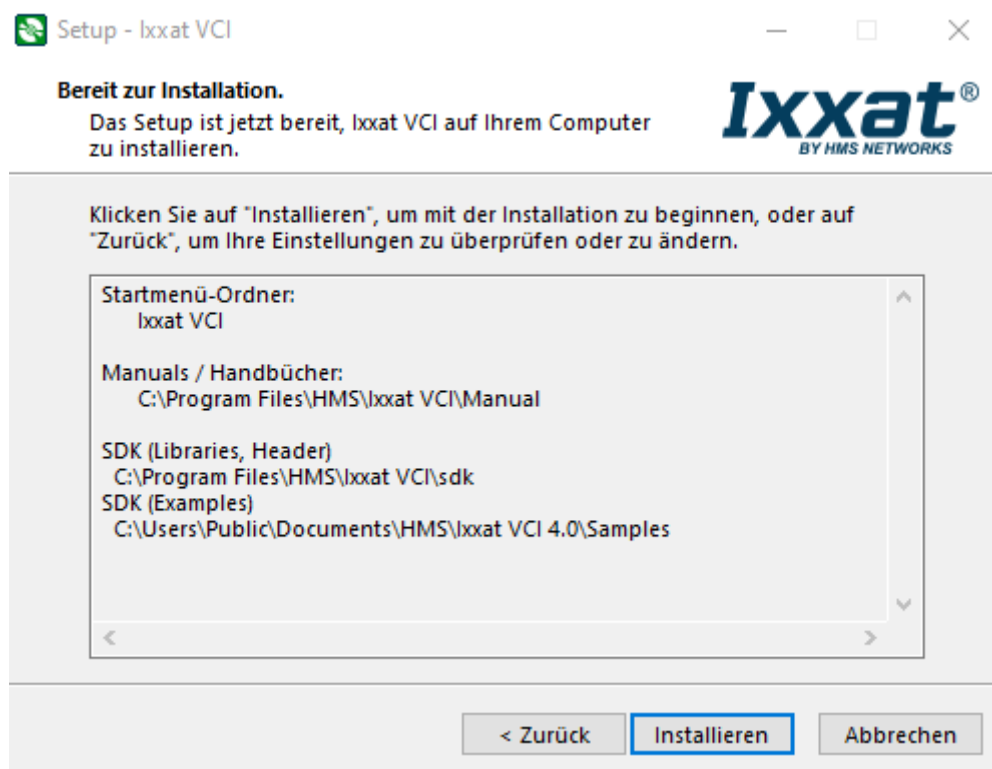 Setup - Ixxat VCI
Bereit zur Installation.
Das Setup ist jetzt bereit, Ixxat VCI auf Ihrem Computer
zu installieren.
Ixxat®
BY HMS NETWORKS
Klicken Sie auf "Installieren", um mit der Installation zu beginnen, oder auf
"Zurück", um Ihre Einstellungen zu überprüfen oder zu ändern.
Startmenü-Ordner:
Ixxat VCI
Manuals / Handbücher:
C:\Program Files\HMS\Ixxat VCI\Manual
SDK (Libraries, Header)
C:\Program Files\HMS\Ixxat VCI\sdk
SDK (Examples)
C:\Users\Public\Documents\HMS\Ixxat VCI 4.0\Samples
< Zurück
Installieren
Abbrechen